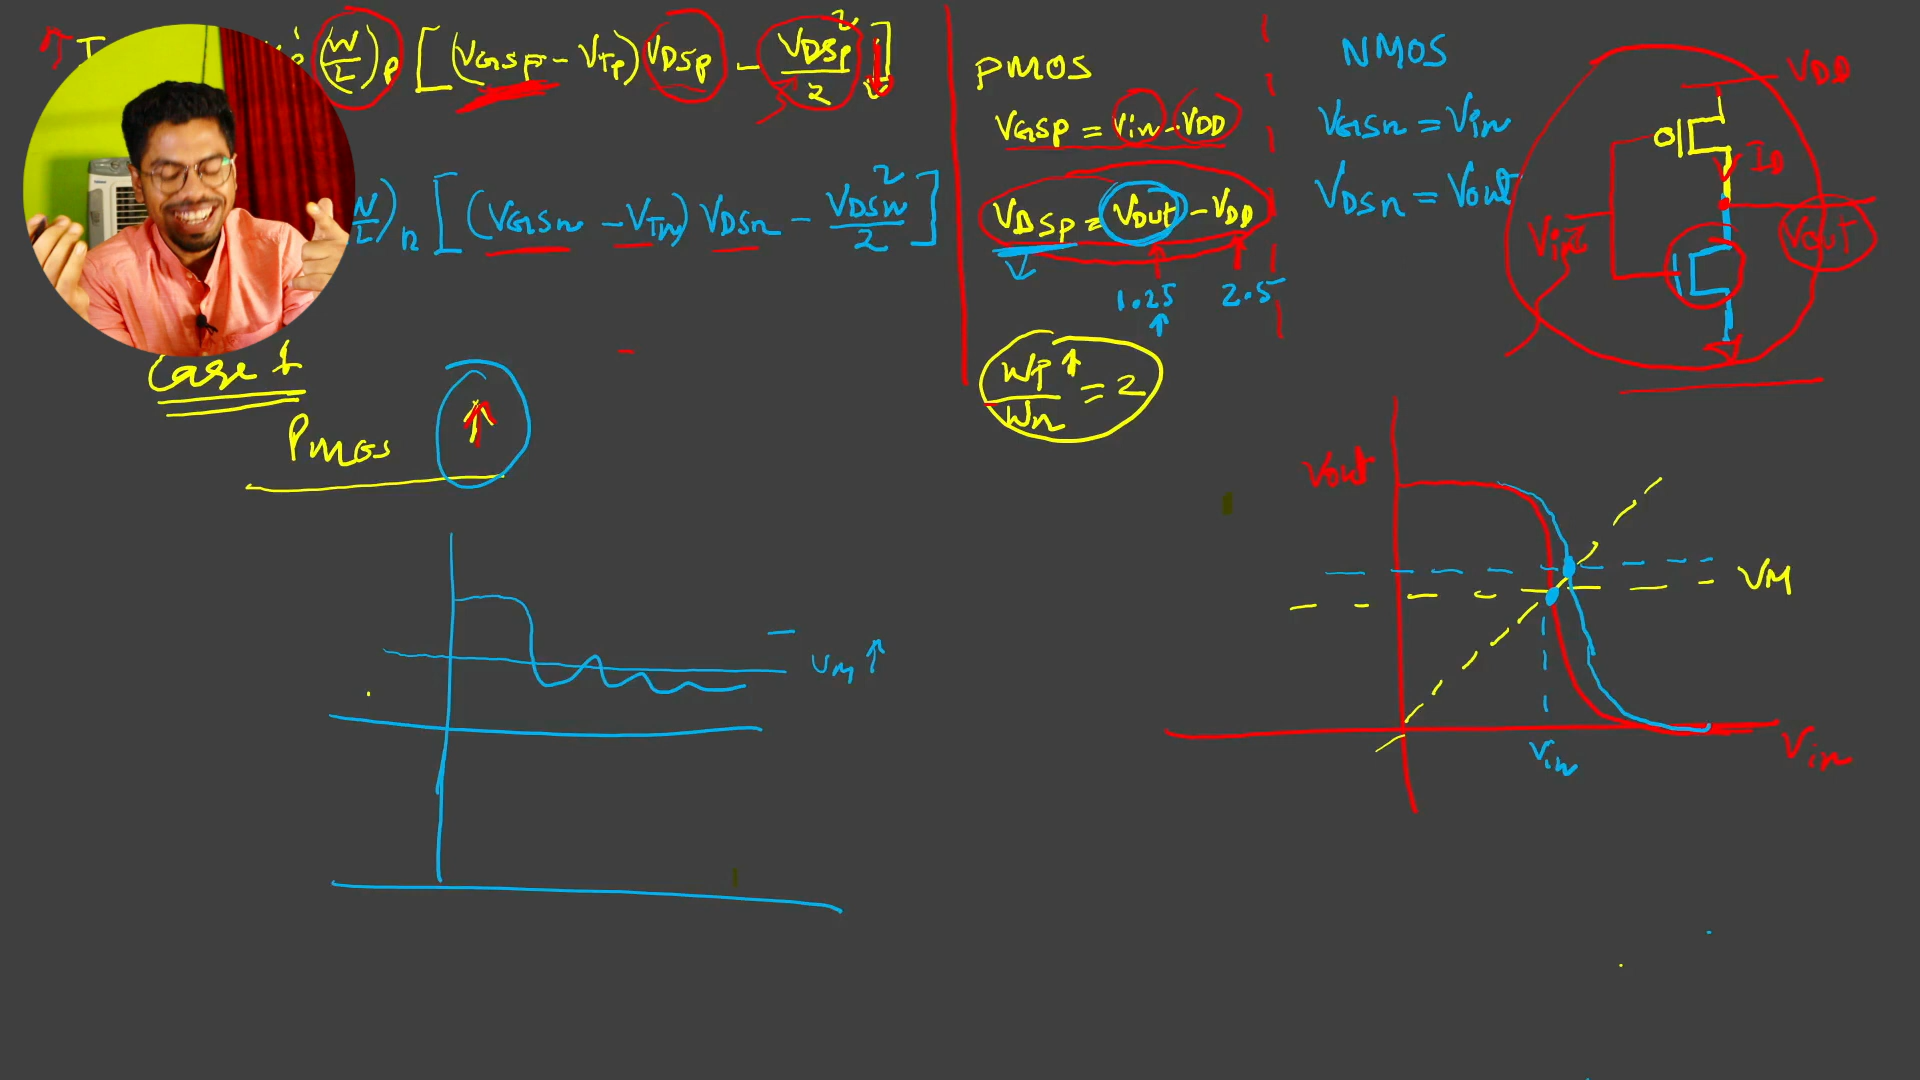 (W/L)p [(VGSp - VTp) VDSp - VDSp²/2]
W/L)n [(VGSn - VTn) VDSn - VDSn²/2]
PMOS
VGSp = Vin - VDD
VDSp = Vout - VDD
1.25 2.5
Wp↑/Wn = 2
NMOS
VGSn = Vin
VDSn = Vout
VDD
ID
Vin
Vout
Case 1
PMOS ↑
VM ↑
Vout
VM
Vin
Vin